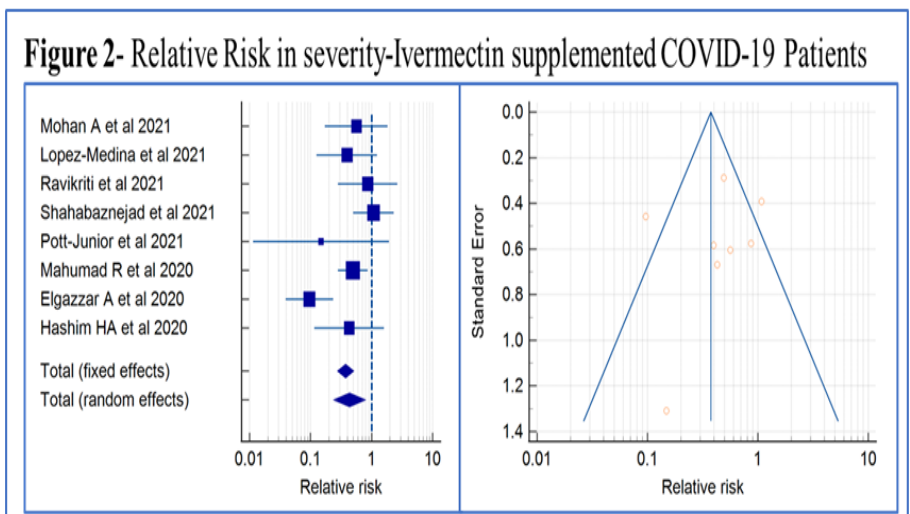 Figure 2- Relative Risk in severity-Ivermectin supplemented COVID-19 Patients
Mohan A et al 2021
Lopez-Medina et al 2021
Ravikriti et al 2021
Shahabaznejad et al 2021
Pott-Junior et al 2021
Mahumad R et al 2020
Elgazzar A et al 2020
Hashim HA et al 2020
Total (fixed effects)
Total (random effects)
0.01 0.1 1 10
Relative risk
Standard Error
0.0
0.2
0.4
0.6
0.8
1.0
1.2
1.4
0.01 0.1 1 10
Relative risk